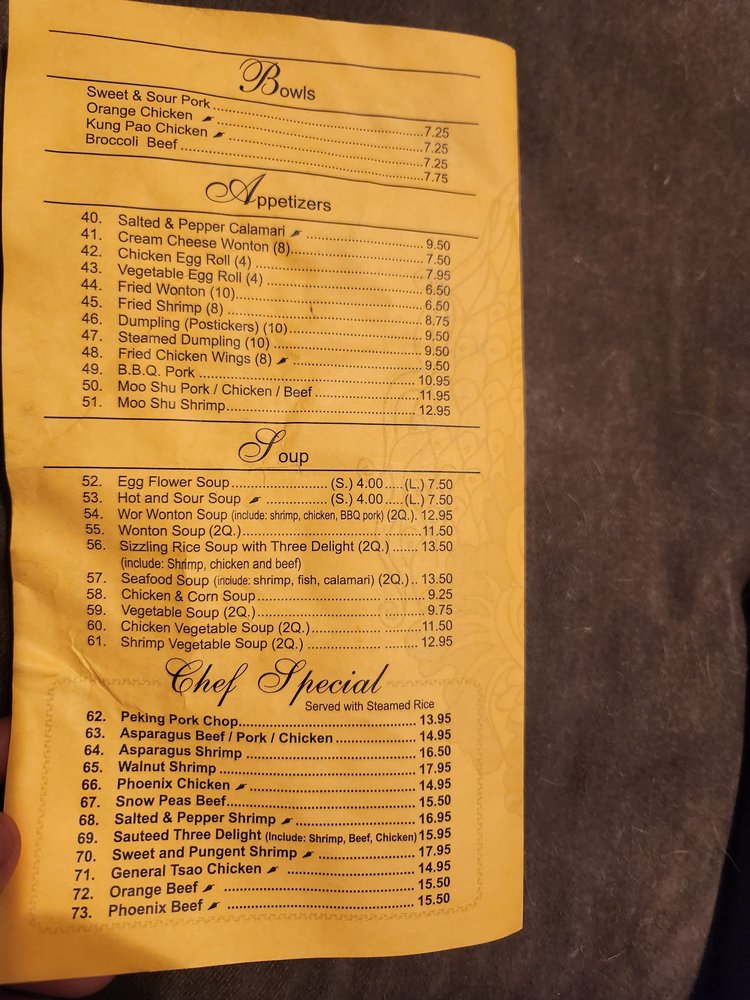 Bowls
Sweet & Sour Pork ........ 7.25
Orange Chicken ........ 7.25
Kung Pao Chicken ........ 7.25
Broccoli Beef ........ 7.75
Appetizers
40. Salted & Pepper Calamari ........ 9.50
41. Cream Cheese Wonton (8) ........ 7.50
42. Chicken Egg Roll (4) ........ 7.95
43. Vegetable Egg Roll (4) ........ 6.50
44. Fried Wonton (10) ........ 6.50
45. Fried Shrimp (8) ........ 8.75
46. Dumpling (Postickers) (10) ........ 9.50
47. Steamed Dumpling (10) ........ 9.50
48. Fried Chicken Wings (8) ........ 9.50
49. B.B.Q. Pork ........ 10.95
50. Moo Shu Pork / Chicken / Beef ........ 11.95
51. Moo Shu Shrimp ........ 12.95
Soup
52. Egg Flower Soup ........ (S.) 4.00 ..... (L.) 7.50
53. Hot and Sour Soup ........ (S.) 4.00 ..... (L.) 7.50
54. Wor Wonton Soup (include: shrimp, chicken, BBQ pork) (2Q.). 12.95
55. Wonton Soup (2Q.) ........ 11.50
56. Sizzling Rice Soup with Three Delight (2Q.) ....... 13.50
(include: Shrimp, chicken and beef)
57. Seafood Soup (include: shrimp, fish, calamari) (2Q.) .. 13.50
58. Chicken & Corn Soup ........ 9.25
59. Vegetable Soup (2Q.) ........ 9.75
60. Chicken Vegetable Soup (2Q.) ........ 11.50
61. Shrimp Vegetable Soup (2Q.) ........ 12.95
Chef Special
Served with Steamed Rice
62. Peking Pork Chop ........ 13.95
63. Asparagus Beef / Pork / Chicken ........ 14.95
64. Asparagus Shrimp ........ 16.50
65. Walnut Shrimp ........ 17.95
66. Phoenix Chicken ........ 14.95
67. Snow Peas Beef ........ 15.50
68. Salted & Pepper Shrimp ........ 16.95
69. Sauteed Three Delight (Include: Shrimp, Beef, Chicken) 15.95
70. Sweet and Pungent Shrimp ........ 17.95
71. General Tsao Chicken ........ 14.95
72. Orange Beef ........ 15.50
73. Phoenix Beef ........ 15.50